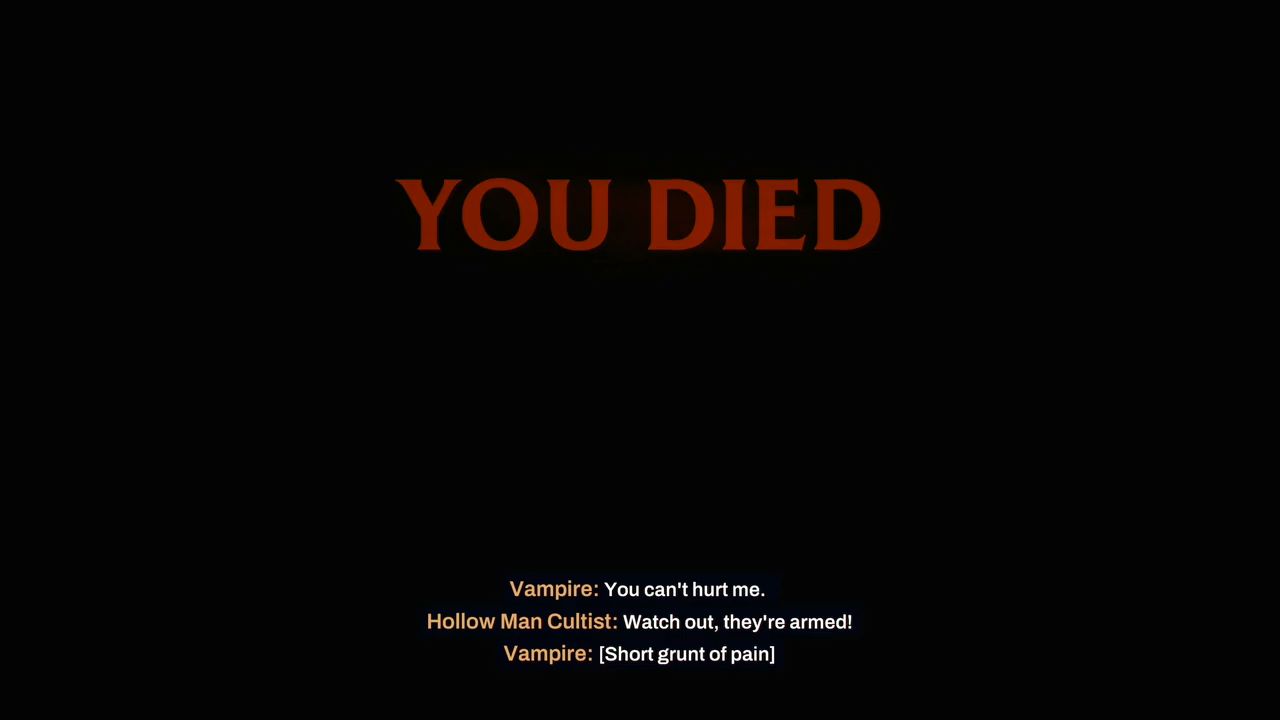 YOU DIED
Vampire: You can't hurt me.
Hollow Man Cultist: Watch out, they're armed!
Vampire: [Short grunt of pain]